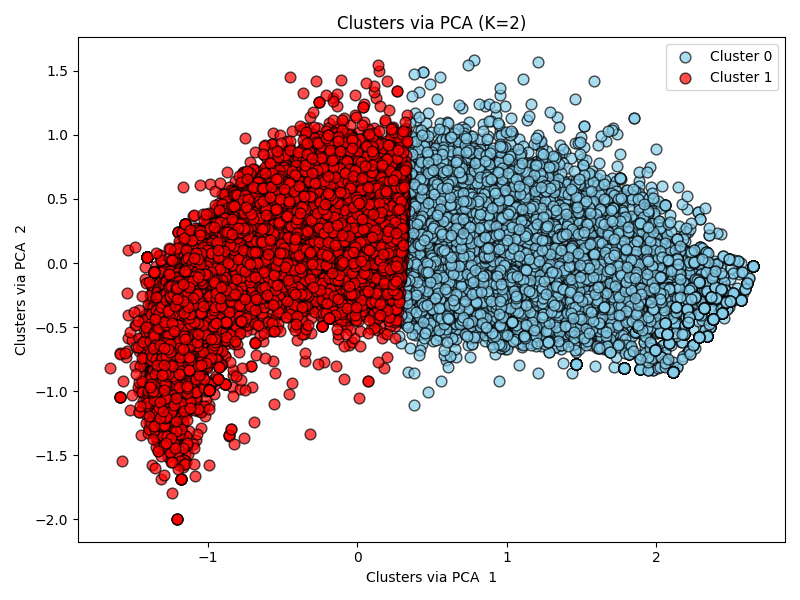 Clusters via PCA (K=2)
Cluster 0
Cluster 1
Clusters via PCA  2
1.5
1.0
0.5
0.0
−0.5
−1.0
−1.5
−2.0
−1
0
1
2
Clusters via PCA  1